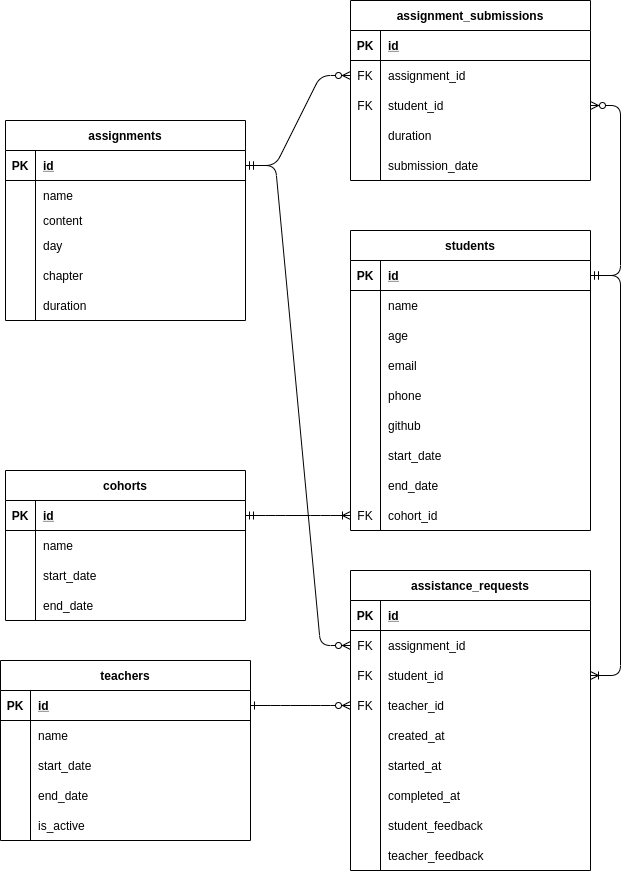 assignment_submissions
PK id
FK assignment_id
FK student_id
duration
submission_date
assignments
PK id
name
content
day
chapter
duration
students
PK id
name
age
email
phone
github
start_date
end_date
FK cohort_id
cohorts
PK id
name
start_date
end_date
assistance_requests
PK id
FK assignment_id
FK student_id
FK teacher_id
created_at
started_at
completed_at
student_feedback
teacher_feedback
teachers
PK id
name
start_date
end_date
is_active